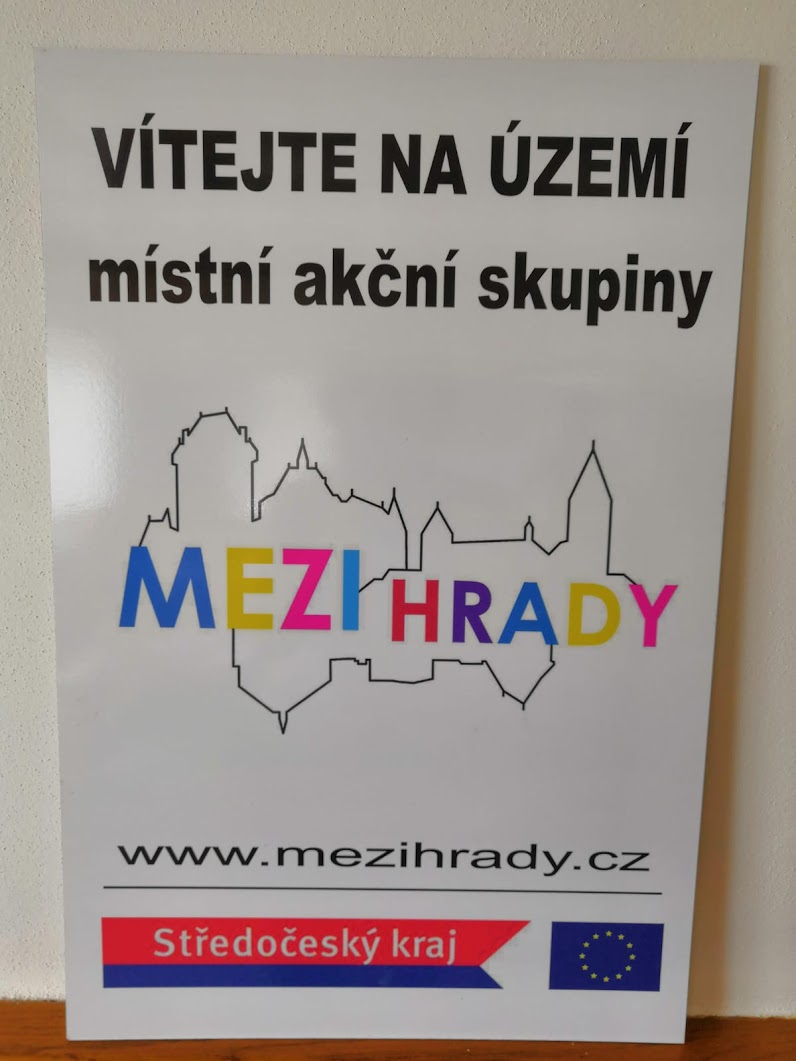 VÍTEJTE NA ÚZEMÍ
místní akční skupiny
MEZI HRADY
www.mezihrady.cz
Středočeský kraj